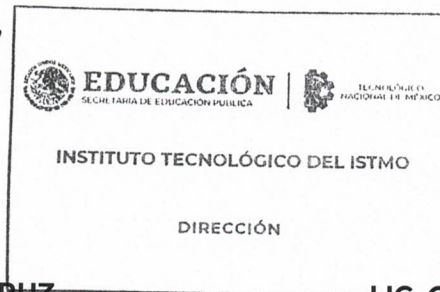 EDUCACIÓN
SECRETARÍA DE EDUCACIÓN PÚBLICA
TECNOLÓGICO
NACIONAL DE MÉXICO
INSTITUTO TECNOLÓGICO DEL ISTMO
DIRECCIÓN